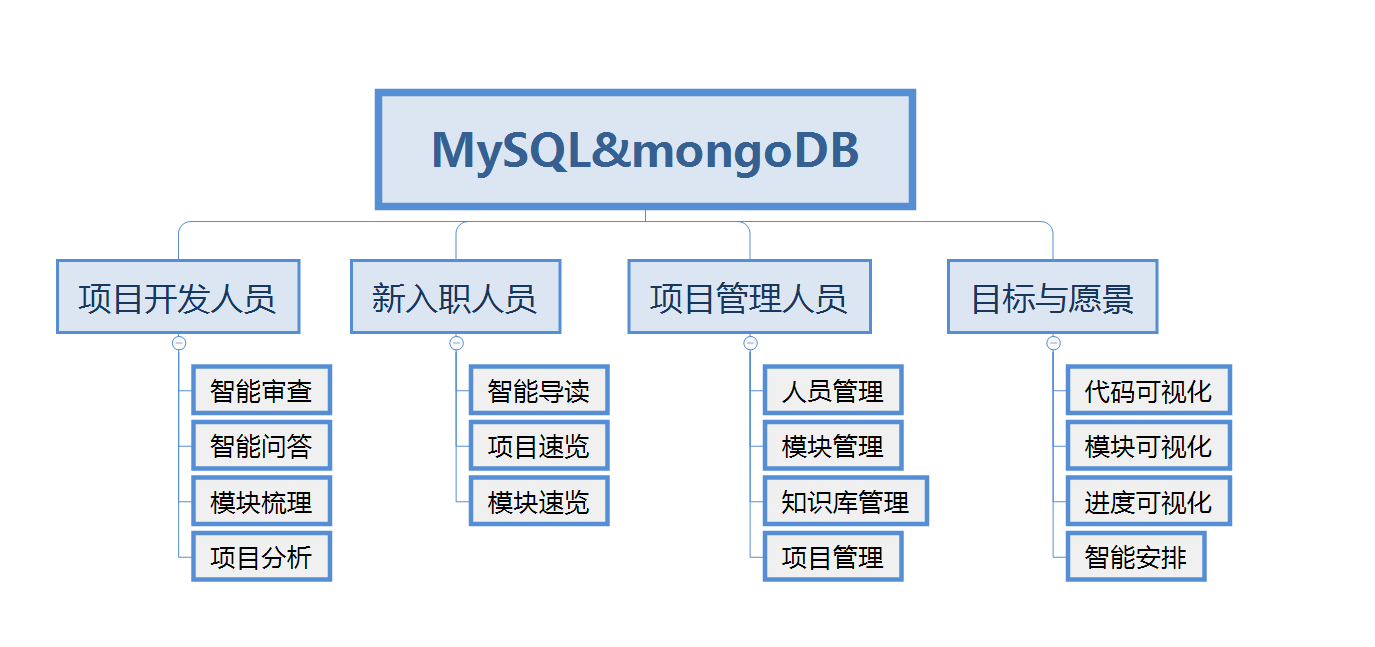 MySQL&mongoDB
项目开发人员
智能审查
智能问答
模块梳理
项目分析
新入职人员
智能导读
项目速览
模块速览
项目管理人员
人员管理
模块管理
知识库管理
项目管理
目标与愿景
代码可视化
模块可视化
进度可视化
智能安排